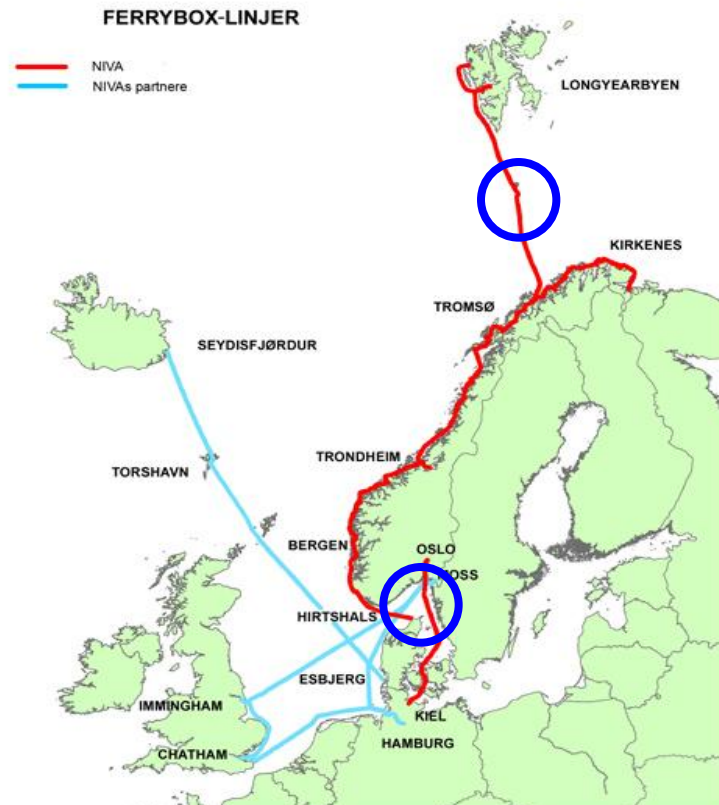 FERRYBOX-LINJER
NIVA
NIVAs partnere
LONGYEARBYEN
KIRKENES
TROMSØ
SEYDISFJØRDUR
TRONDHEIM
TORSHAVN
BERGEN
OSLO
MOSS
HIRTSHALS
ESBJERG
IMMINGHAM
KIEL
HAMBURG
CHATHAM